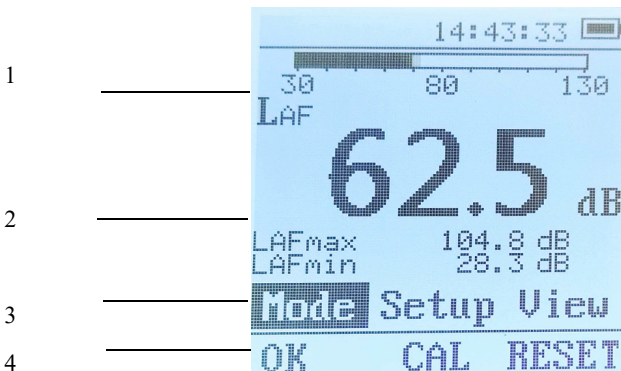 14:43:33
30 80 130
1
LAF
62.5 dB
2
LAFmax 104.8 dB
LAFmin 28.3 dB
3 Mode Setup View
4 OK CAL RESET